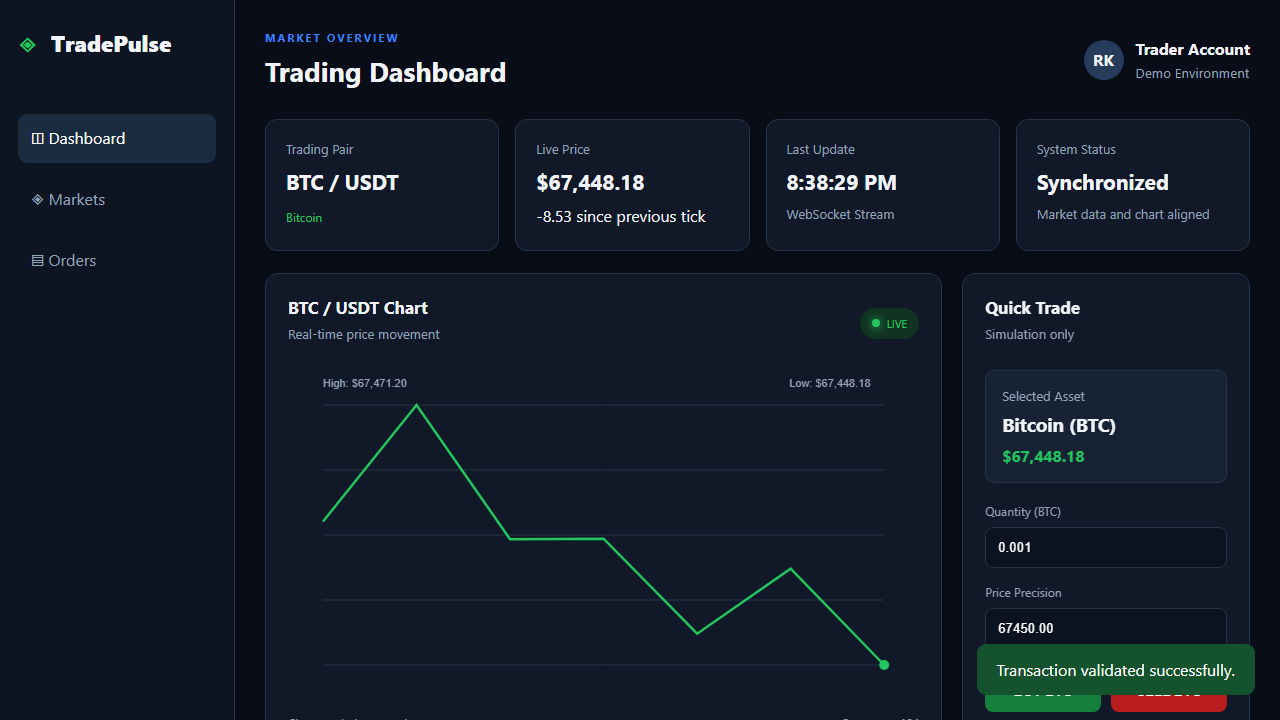 TradePulse
Dashboard
Markets
Orders
MARKET OVERVIEW
Trading Dashboard
RK
Trader Account
Demo Environment
Trading Pair
BTC / USDT
Bitcoin
Live Price
$67,448.18
-8.53 since previous tick
Last Update
8:38:29 PM
WebSocket Stream
System Status
Synchronized
Market data and chart aligned
BTC / USDT Chart
Real-time price movement
LIVE
High: $67,471.20
Low: $67,448.18
Quick Trade
Simulation only
Selected Asset
Bitcoin (BTC)
$67,448.18
Quantity (BTC)
0.001
Price Precision
67450.00
Transaction validated successfully.